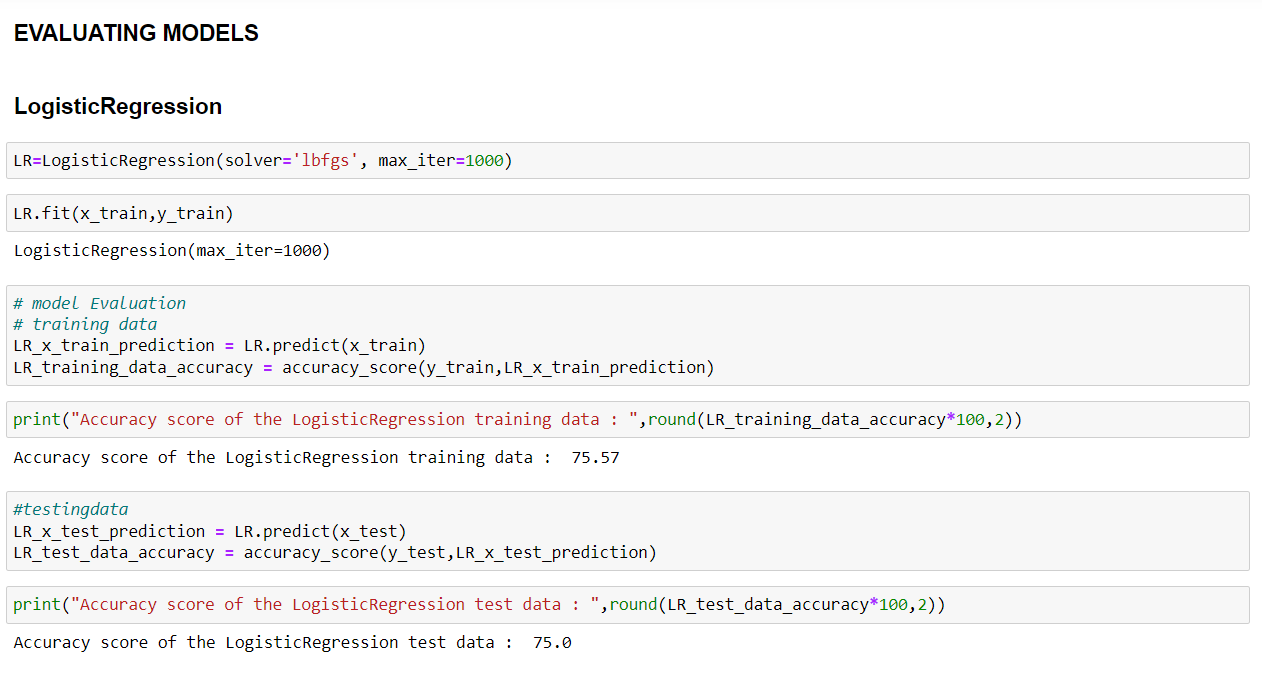 EVALUATING MODELS
LogisticRegression
LR=LogisticRegression(solver='lbfgs', max_iter=1000)
LR.fit(x_train,y_train)
LogisticRegression(max_iter=1000)
# model Evaluation
# training data
LR_x_train_prediction = LR.predict(x_train)
LR_training_data_accuracy = accuracy_score(y_train,LR_x_train_prediction)
print("Accuracy score of the LogisticRegression training data : ",round(LR_training_data_accuracy*100,2))
Accuracy score of the LogisticRegression training data :  75.57
#testingdata
LR_x_test_prediction = LR.predict(x_test)
LR_test_data_accuracy = accuracy_score(y_test,LR_x_test_prediction)
print("Accuracy score of the LogisticRegression test data : ",round(LR_test_data_accuracy*100,2))
Accuracy score of the LogisticRegression test data :  75.0